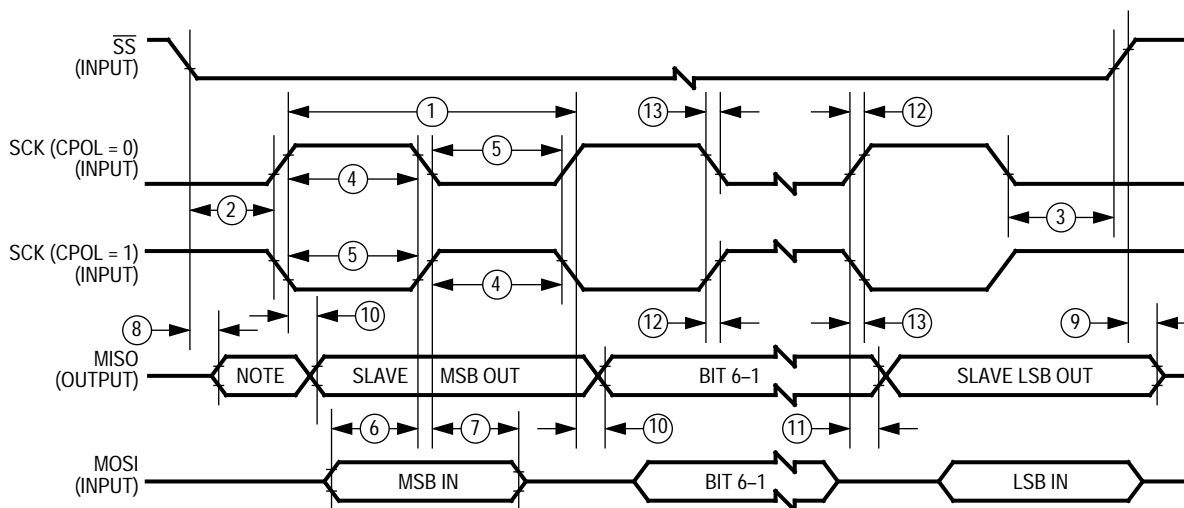 SS
(INPUT)
1
13
12
SCK (CPOL = 0)
(INPUT)
5
4
2
3
SCK (CPOL = 1)
(INPUT)
5
4
8
10
12
13
9
MISO
(OUTPUT)
NOTE
SLAVE MSB OUT
BIT 6–1
SLAVE LSB OUT
6
7
10
11
MOSI
(INPUT)
MSB IN
BIT 6–1
LSB IN